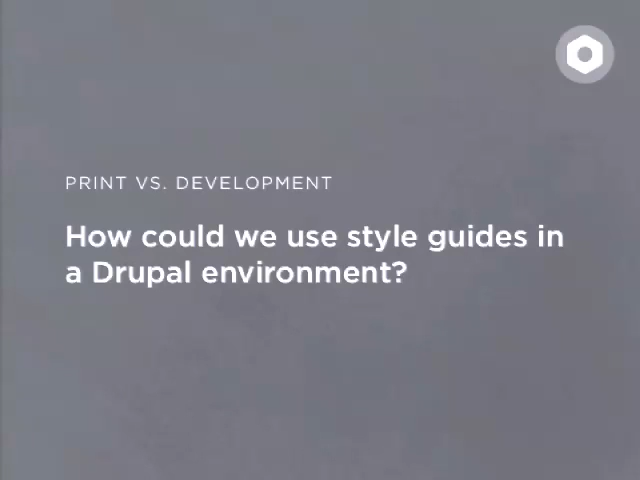 PRINT VS. DEVELOPMENT
How could we use style guides in
a Drupal environment?